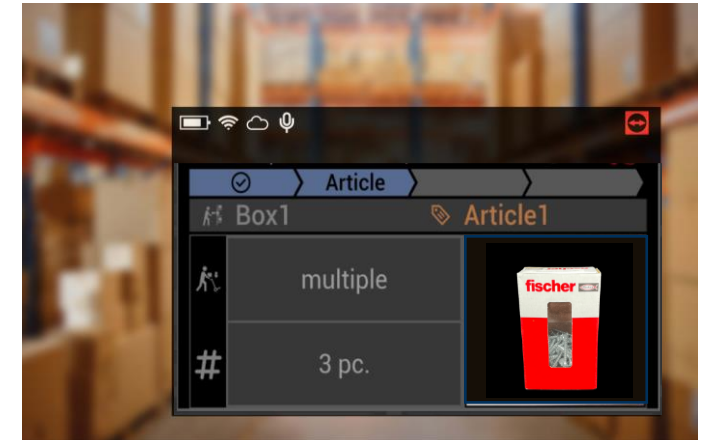 Article
Box1 Article1
multiple
fischer
# 3 pc.